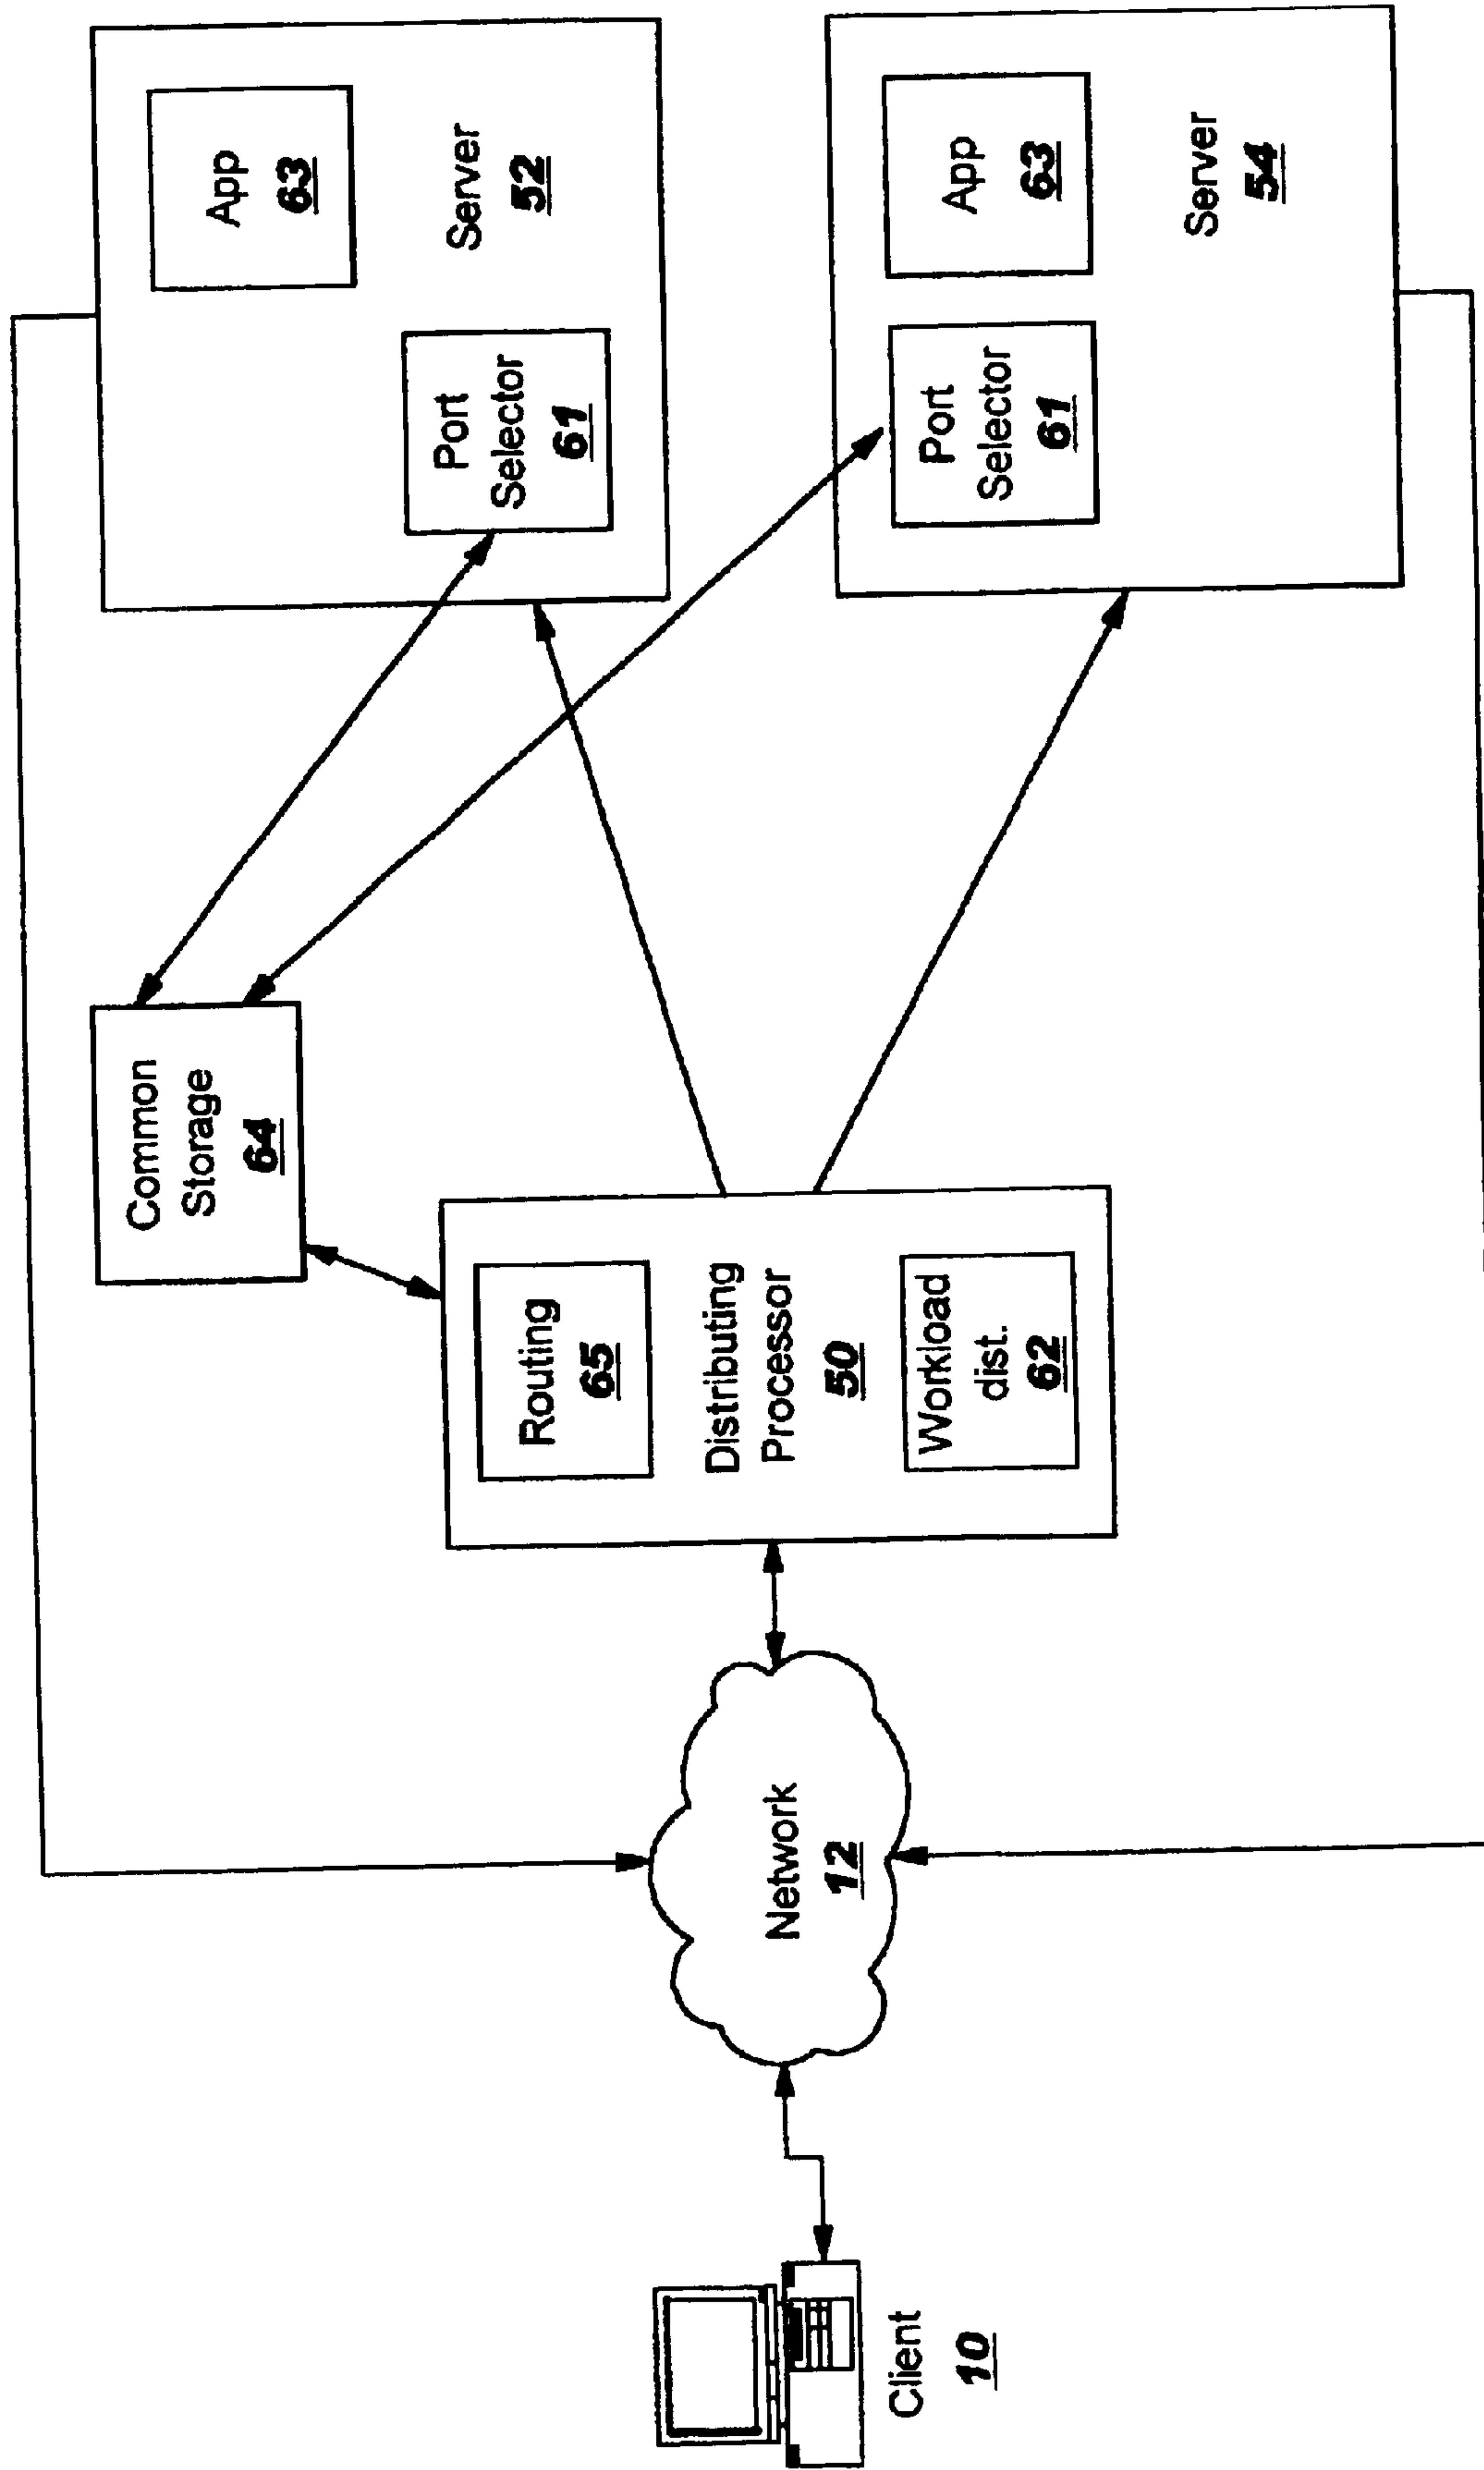 Client
10
Network
12
Common
Storage
64
Routing
65
Distributing
Processor
50
Workload
dist.
62
App
63
Server
52
Port
Selector
61
App
63
Server
54
Port
Selector
61